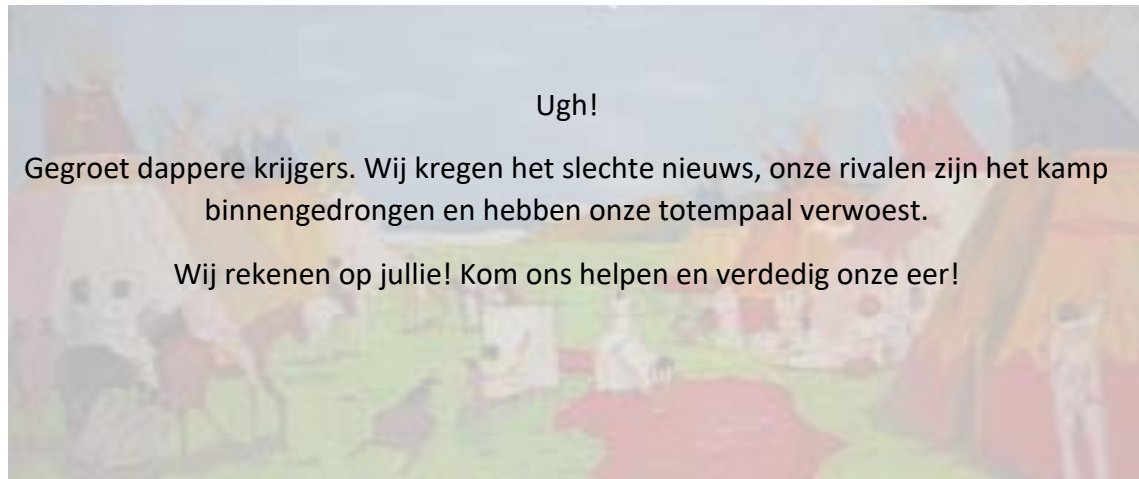 Ugh!
Gegroet dappere krijgers. Wij kregen het slechte nieuws, onze rivalen zijn het kamp
binnengedrongen en hebben onze totempaal verwoest.
Wij rekenen op jullie! Kom ons helpen en verdedig onze eer!